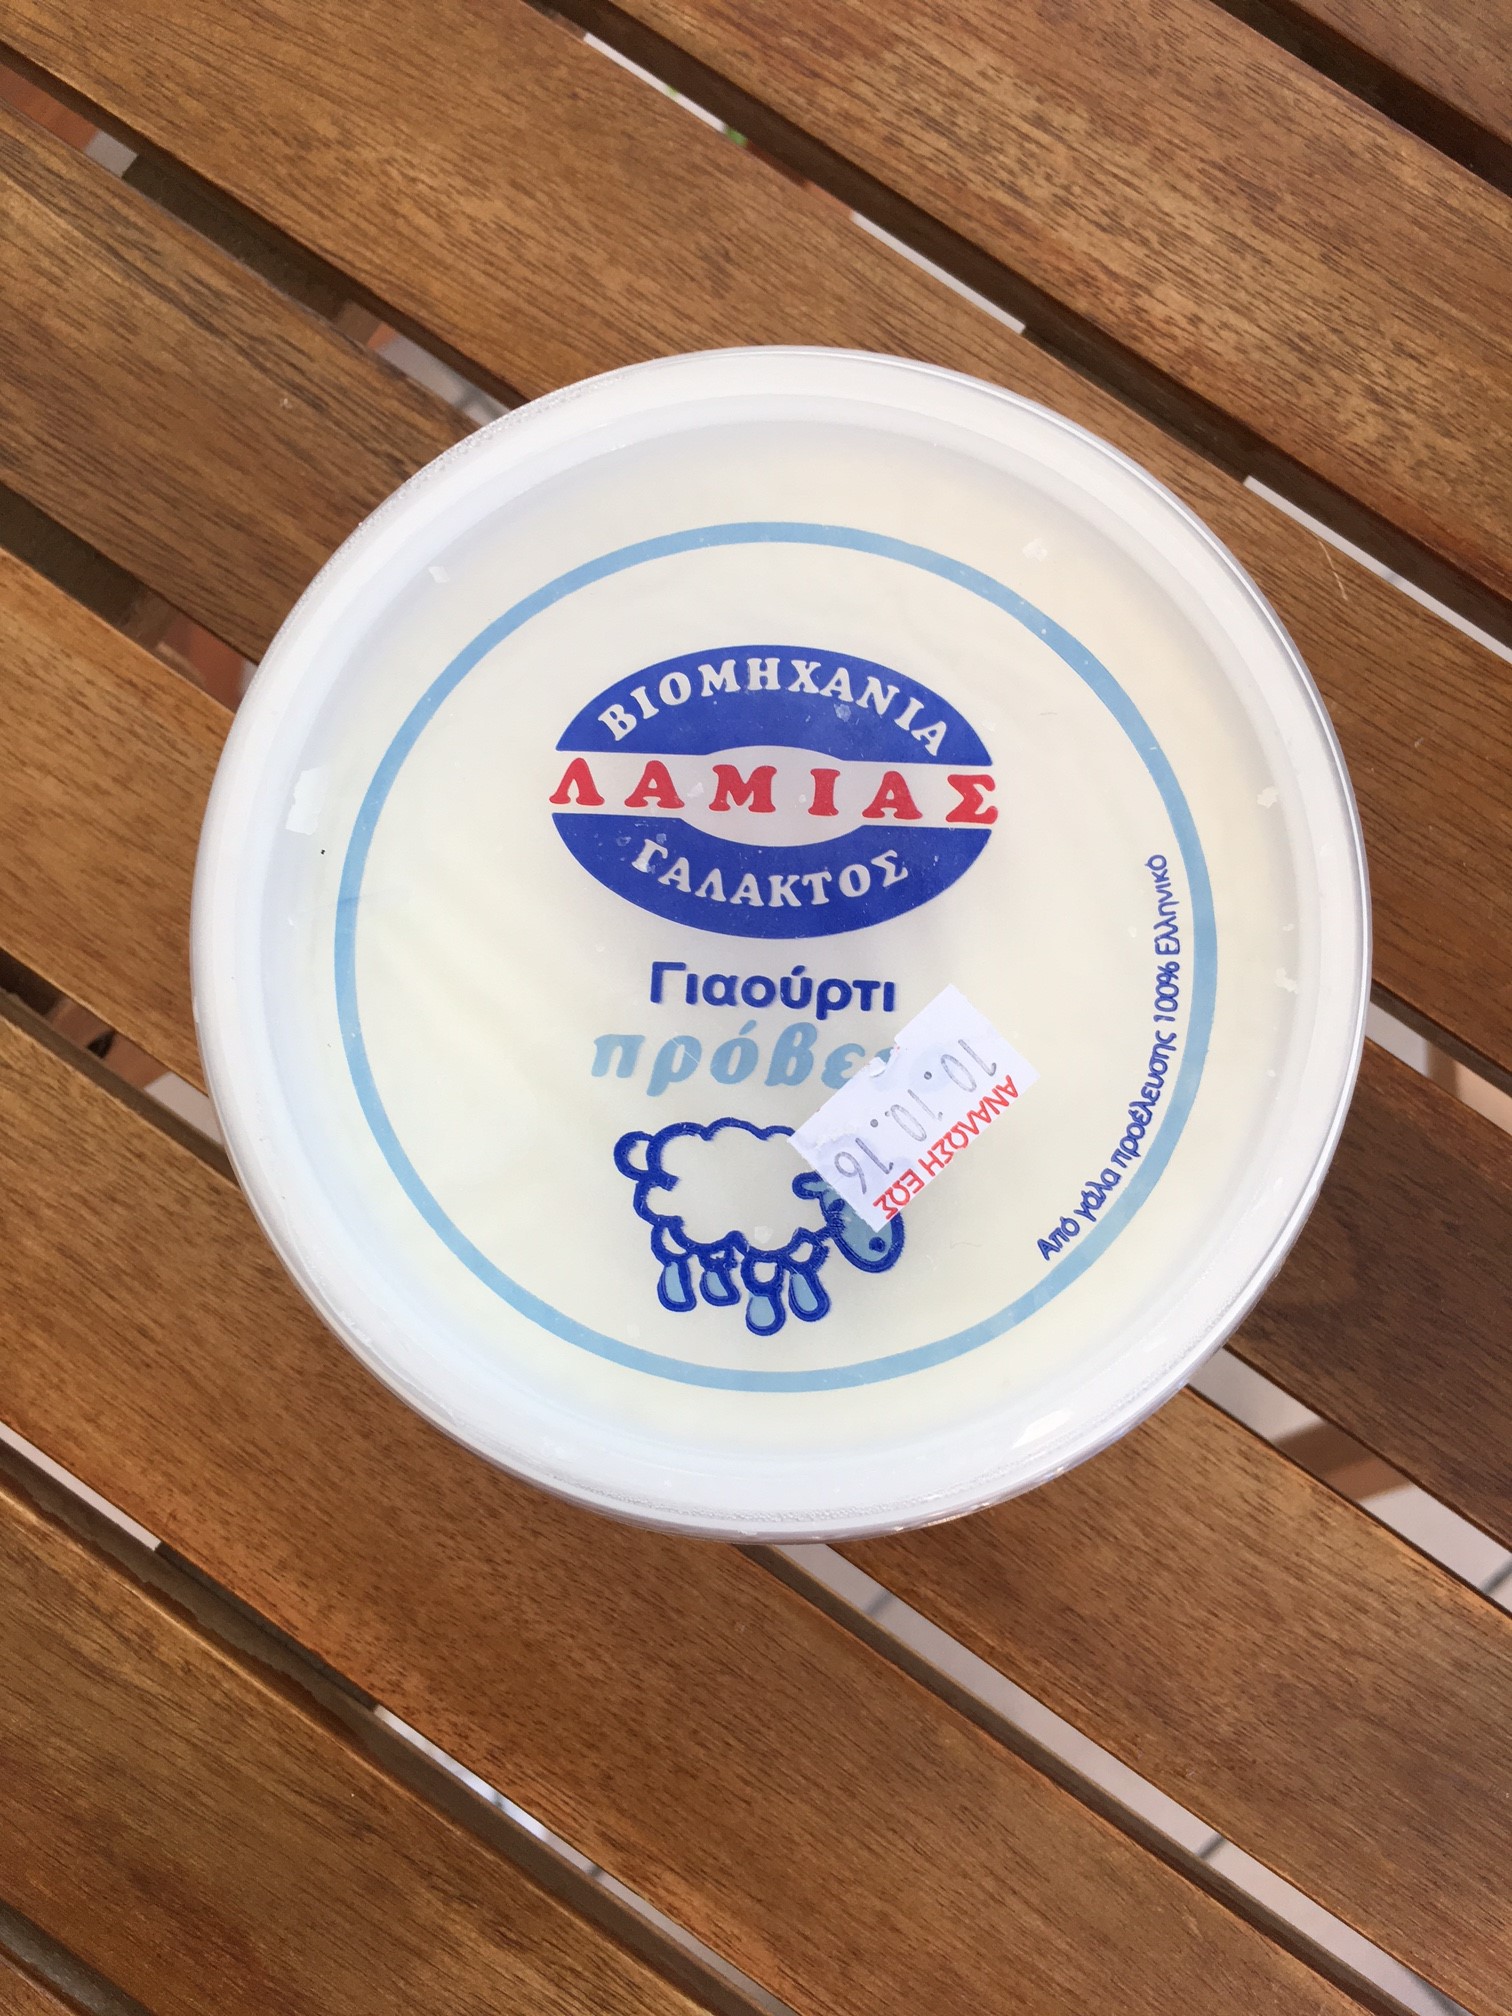 ΒΙΟΜΗΧΑΝΙΑ
ΛΑΜΙΑΣ
ΓΑΛΑΚΤΟΣ
Γιαούρτι
ΑΝΑΛΩΣΗ ΕΩΣ
10.10.16
Από γάλα προέλευσης 100% Ελληνικό